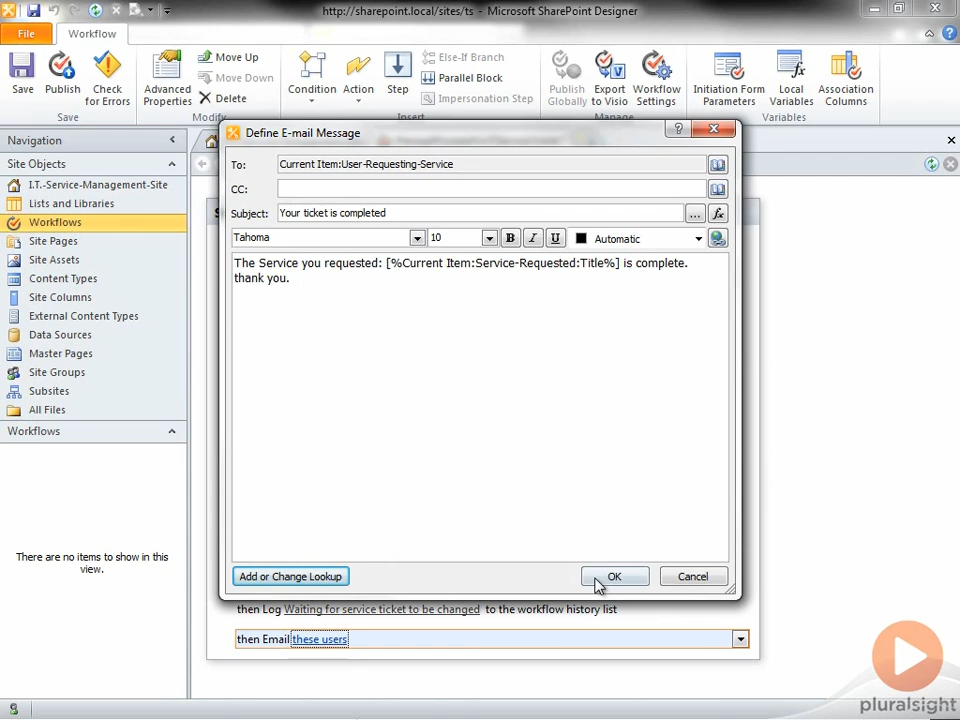 http://sharepoint.local/sites/ts - Microsoft SharePoint Designer
File
Workflow
Save
Publish
Check for Errors
Save
Advanced Properties
Move Up
Move Down
Delete
Modify
Condition
Action
Step
Else-If Branch
Parallel Block
Impersonation Step
Insert
Publish Globally
Export to Visio
Workflow Settings
Manage
Initiation Form Parameters
Local Variables
Association Columns
Variables
Navigation
Site Objects
I.T.-Service-Management-Site
Lists and Libraries
Workflows
Site Pages
Site Assets
Content Types
Site Columns
External Content Types
Data Sources
Master Pages
Site Groups
Subsites
All Files
Workflows
There are no items to show in this
view.
Define E-mail Message
To:
Current Item:User-Requesting-Service
CC:
Subject:
Your ticket is completed
...
fx
Tahoma
10
B
I
U
Automatic
The Service you requested: [%Current Item:Service-Requested:Title%] is complete.
thank you.
Add or Change Lookup
OK
Cancel
then Log Waiting for service ticket to be changed to the workflow history list
then Email these users
pluralsight